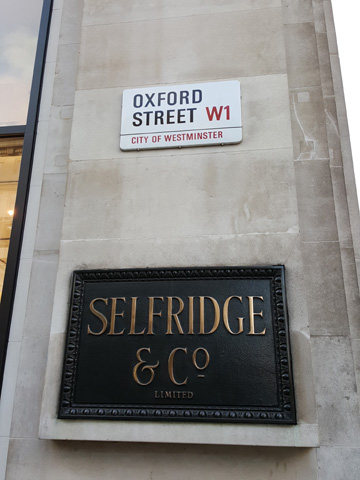 OXFORD
STREET W1
CITY OF WESTMINSTER
SELFRIDGE
& Co
LIMITED